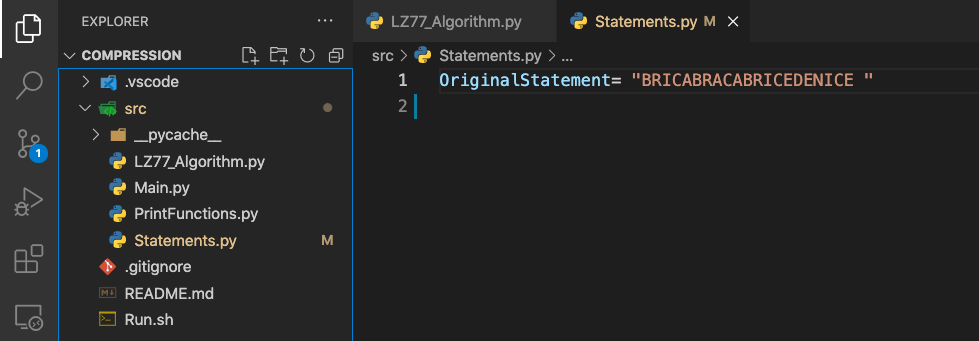 EXPLORER ...
COMPRESSION
.vscode
src
__pycache__
LZ77_Algorithm.py
Main.py
PrintFunctions.py
Statements.py M
.gitignore
README.md
Run.sh
1
LZ77_Algorithm.py Statements.py M
src > Statements.py > ...
1 OriginalStatement= "BRICABRACABRICEDENICE "
2